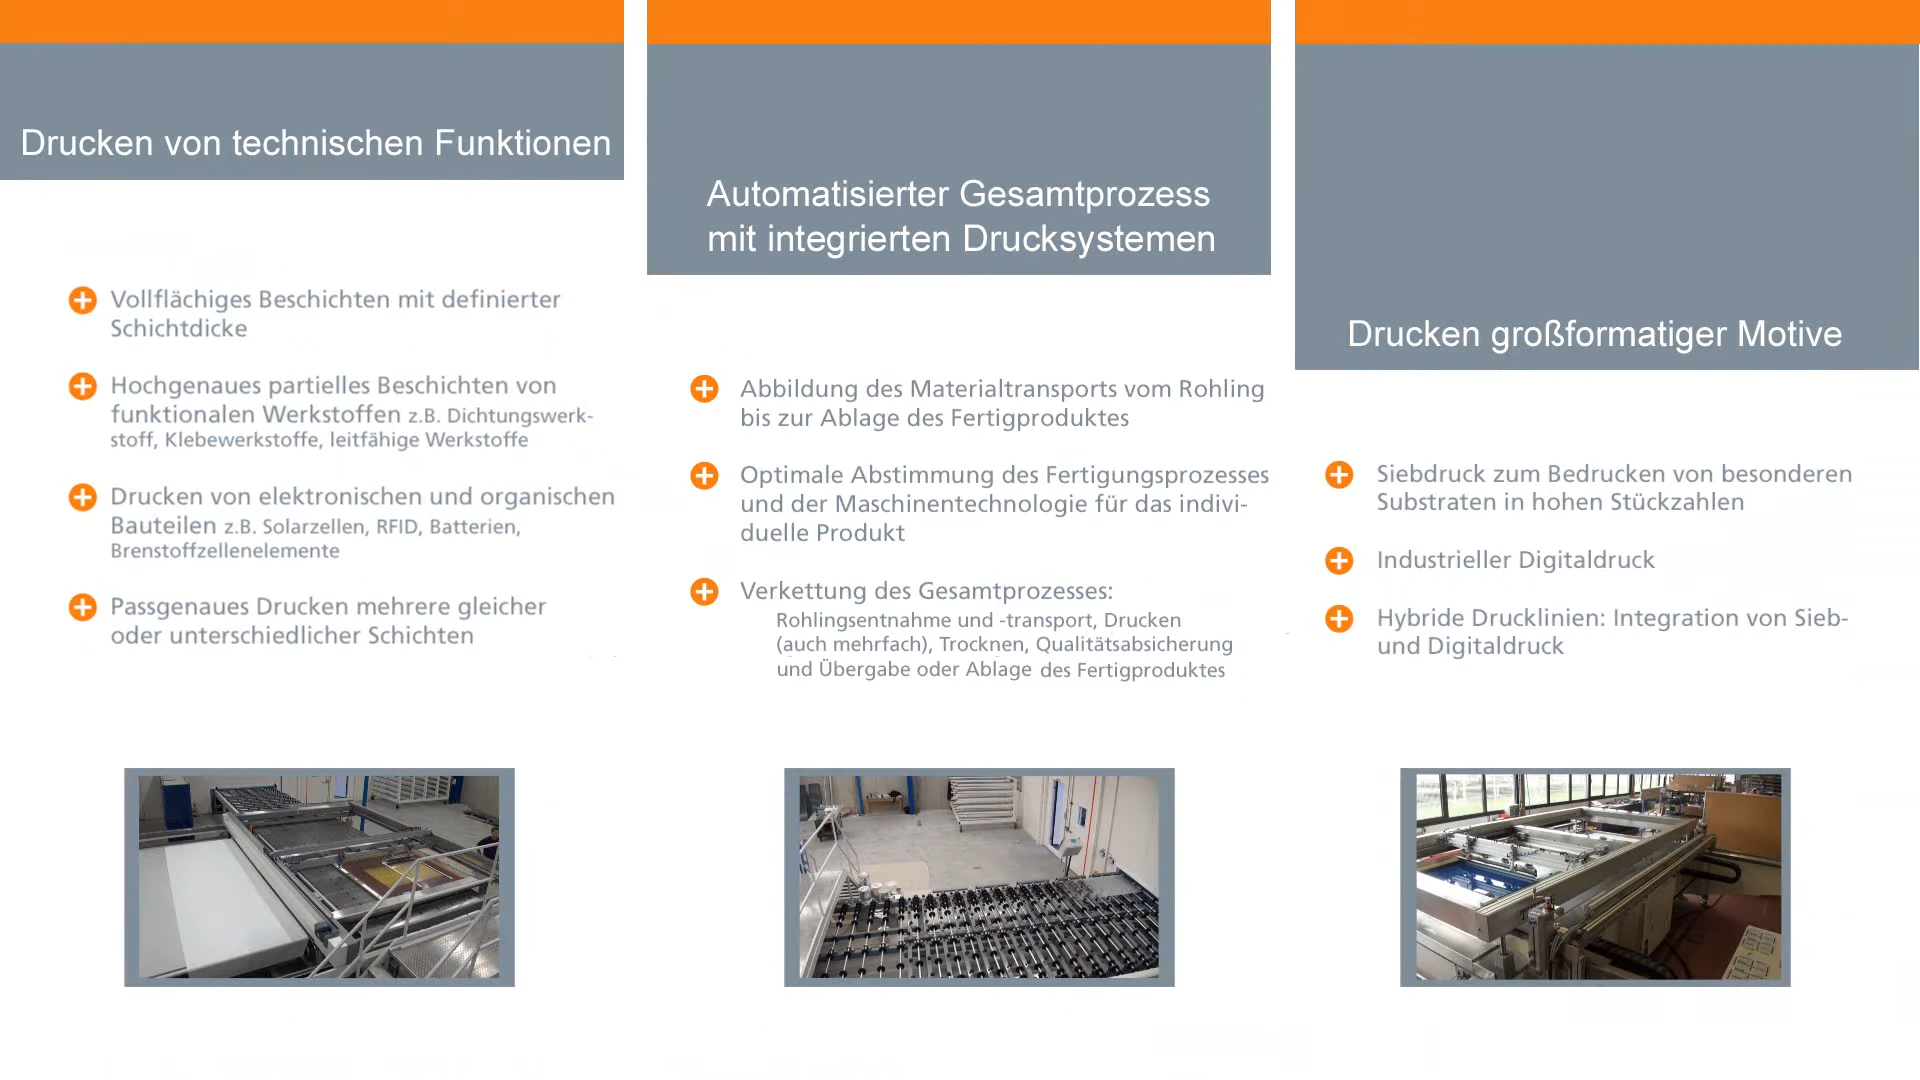 Drucken von technischen Funktionen
Vollflächiges Beschichten mit definierter
Schichtdicke
Hochgenaues partielles Beschichten von
funktionalen Werkstoffen z.B. Dichtungswerk-
stoff, Klebewerkstoffe, leitfähige Werkstoffe
Drucken von elektronischen und organischen
Bauteilen z.B. Solarzellen, RFID, Batterien,
Brenstoffzellenelemente
Passgenaues Drucken mehrere gleicher
oder unterschiedlicher Schichten
Automatisierter Gesamtprozess
mit integrierten Drucksystemen
Abbildung des Materialtransports vom Rohling
bis zur Ablage des Fertigproduktes
Optimale Abstimmung des Fertigungsprozesses
und der Maschinentechnologie für das indivi-
duelle Produkt
Verkettung des Gesamtprozesses:
Rohlingsentnahme und -transport, Drucken
(auch mehrfach), Trocknen, Qualitätsabsicherung
und Übergabe oder Ablage des Fertigproduktes
Drucken großformatiger Motive
Siebdruck zum Bedrucken von besonderen
Substraten in hohen Stückzahlen
Industrieller Digitaldruck
Hybride Drucklinien: Integration von Sieb-
und Digitaldruck